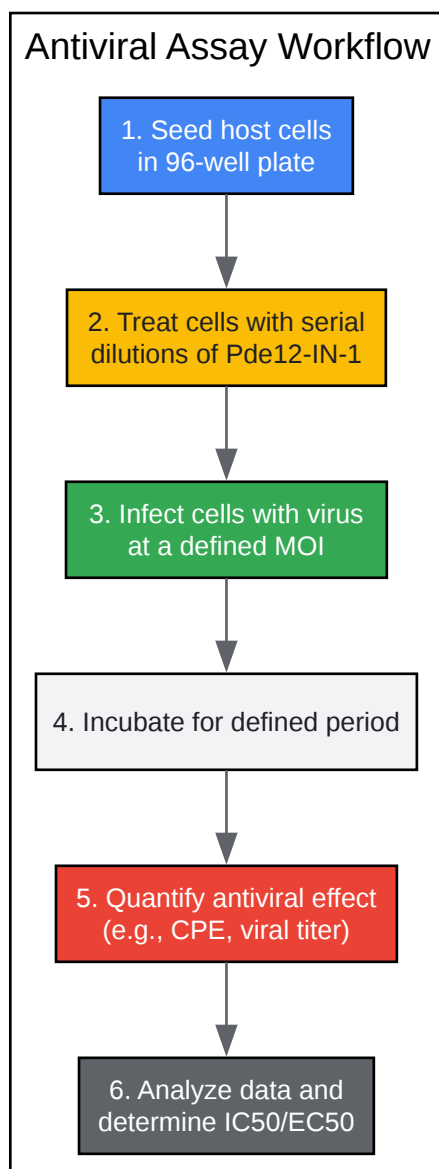 Antiviral Assay Workflow
1. Seed host cells
in 96-well plate
2. Treat cells with serial
dilutions of Pde12-IN-1
3. Infect cells with virus
at a defined MOI
4. Incubate for defined period
5. Quantify antiviral effect
(e.g., CPE, viral titer)
6. Analyze data and
determine IC50/EC50